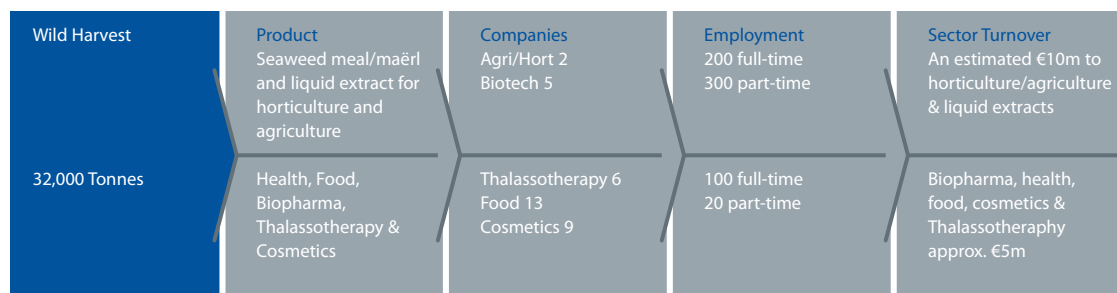 Wild Harvest
32,000 Tonnes
Product
Seaweed meal/maërl
and liquid extract for
horticulture and
agriculture
Health, Food,
Biopharma,
Thalassotherapy &
Cosmetics
Companies
Agri/Hort 2
Biotech 5
Thalassotherapy 6
Food 13
Cosmetics 9
Employment
200 full-time
300 part-time
100 full-time
20 part-time
Sector Turnover
An estimated €10m to
horticulture/agriculture
& liquid extracts
Biopharma, health,
food, cosmetics &
Thalassotheraphy
approx. €5m